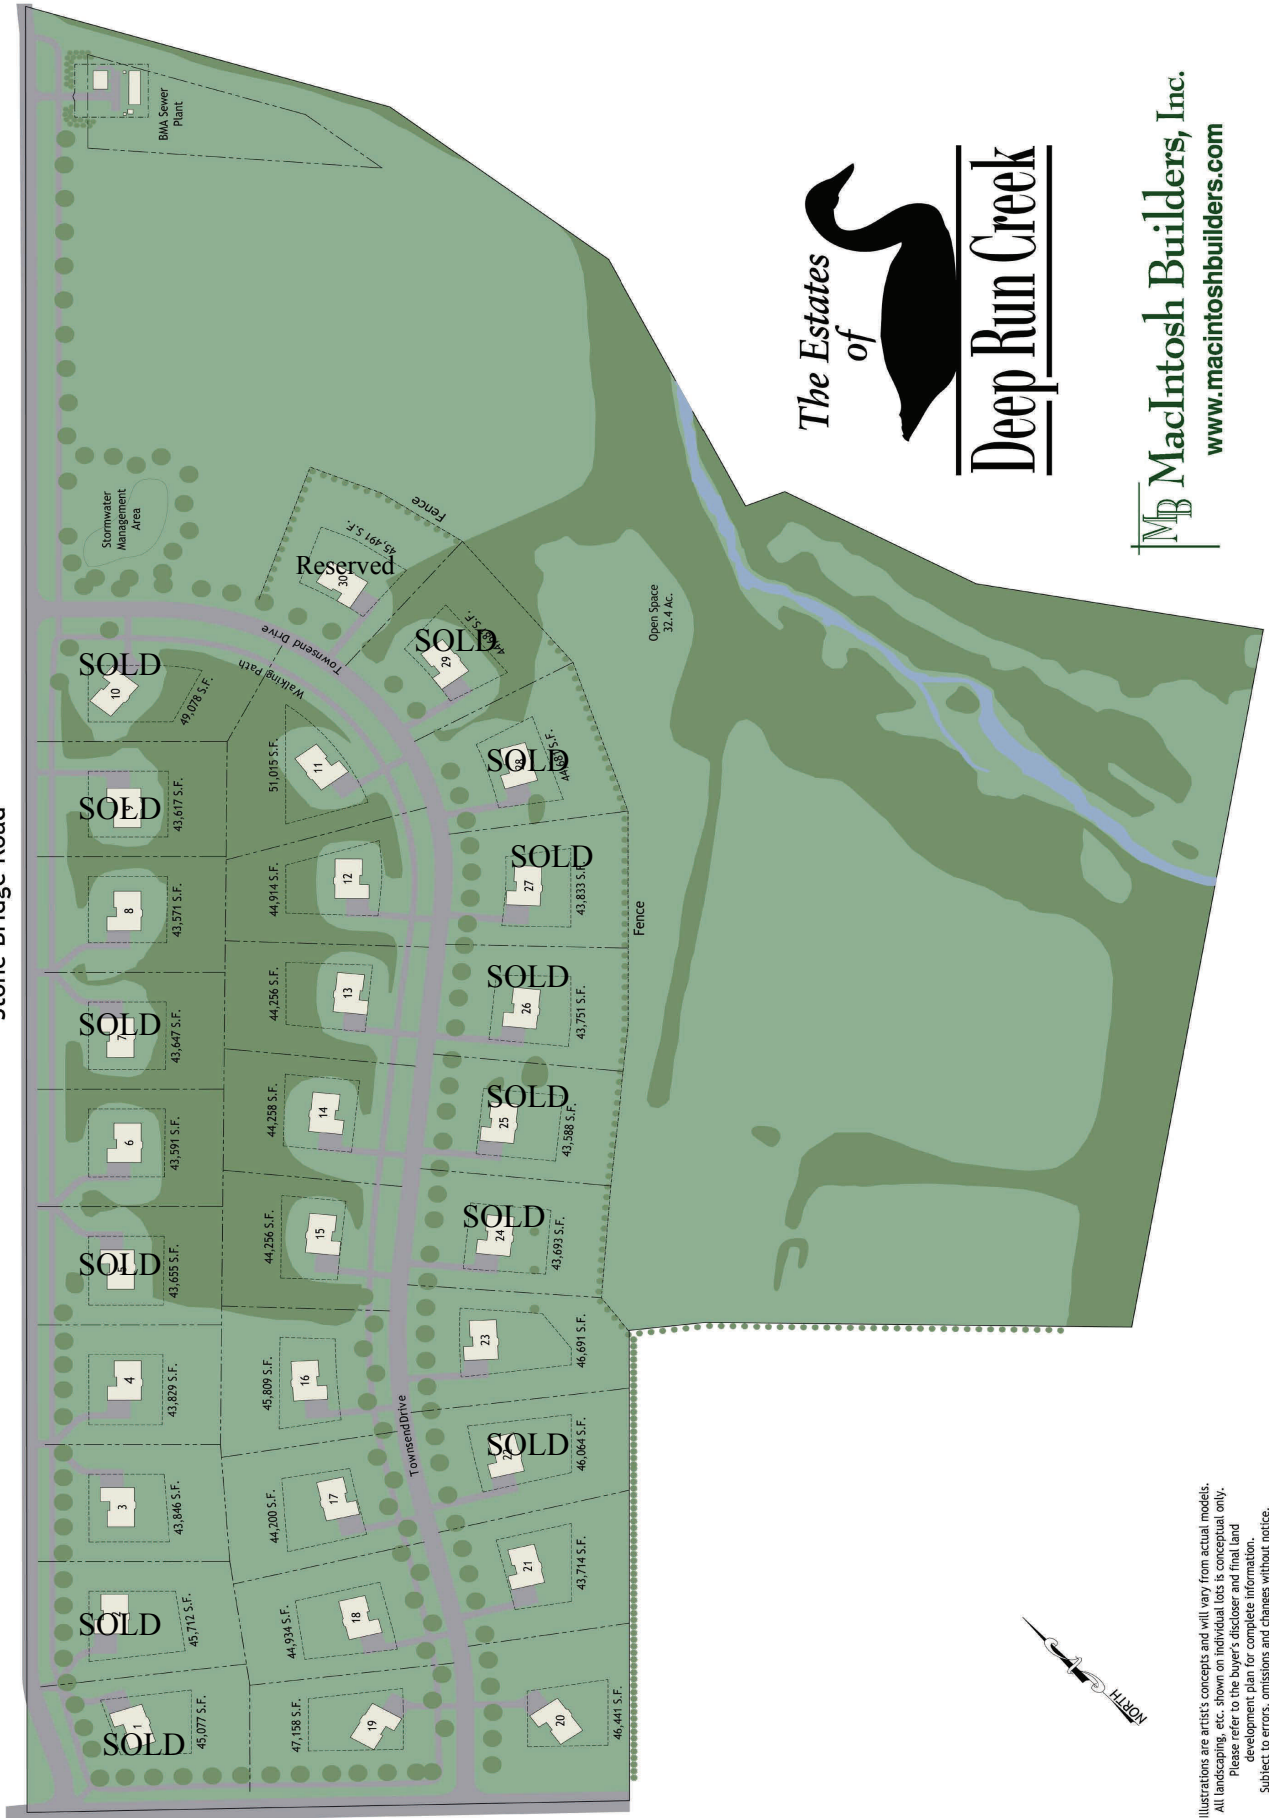 Stone Bridge Road
BMA Sewer
Plant
Stormwater
Management
Area
The Estates
of
Deep Run Creek
MB MacIntosh Builders, Inc.
www.macintoshbuilders.com
Fence
45,491 S.F.
Reserved
30
Townsend Drive
Walking Path
Open Space
32.4 Ac.
SOLD
10
49,078 S.F.
SOLD
9
43,617 S.F.
8
43,571 S.F.
SOLD
7
43,647 S.F.
6
43,591 S.F.
SOLD
5
43,655 S.F.
4
43,829 S.F.
3
43,846 S.F.
SOLD
2
45,712 S.F.
SOLD
1
45,077 S.F.
51,015 S.F.
11
44,914 S.F.
12
44,256 S.F.
13
44,258 S.F.
14
44,256 S.F.
15
45,809 S.F.
16
44,200 S.F.
17
44,934 S.F.
18
47,158 S.F.
19
SOLD
29
SOLD
28
SOLD
27
43,833 S.F.
SOLD
26
43,751 S.F.
SOLD
25
43,588 S.F.
SOLD
24
43,693 S.F.
23
46,691 S.F.
SOLD
22
46,064 S.F.
21
43,714 S.F.
20
46,441 S.F.
Fence
Townsend Drive
NORTH
Illustrations are artist's concepts and will vary from actual models.
All landscaping, etc. shown on individual lots is conceptual only.
Please refer to the buyer's discloser and final land
development plan for complete information.
Subject to errors, omissions and changes without notice.